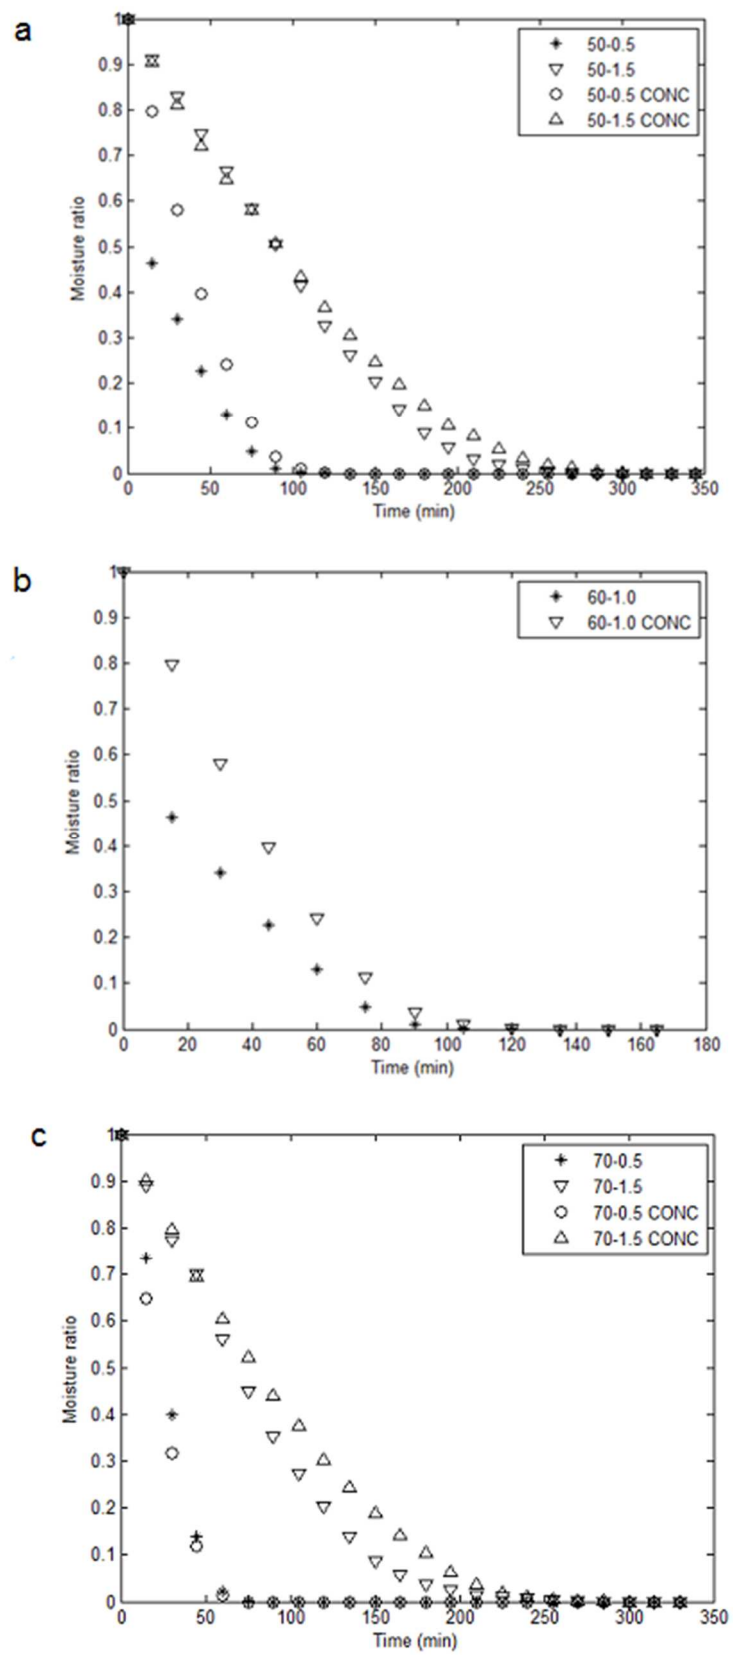 a
50-0.5
50-1.5
50-0.5 CONC
50-1.5 CONC
1
0.9
0.8
0.7
0.6
0.5
0.4
0.3
0.2
0.1
0
Moisture ratio
0 50 100 150 200 250 300 350
Time (min)
b
60-1.0
60-1.0 CONC
1
0.9
0.8
0.7
0.6
0.5
0.4
0.3
0.2
0.1
0
Moisture ratio
0 20 40 60 80 100 120 140 160 180
Time (min)
c
70-0.5
70-1.5
70-0.5 CONC
70-1.5 CONC
1
0.9
0.8
0.7
0.6
0.5
0.4
0.3
0.2
0.1
0
Moisture ratio
0 50 100 150 200 250 300 350
Time (min)